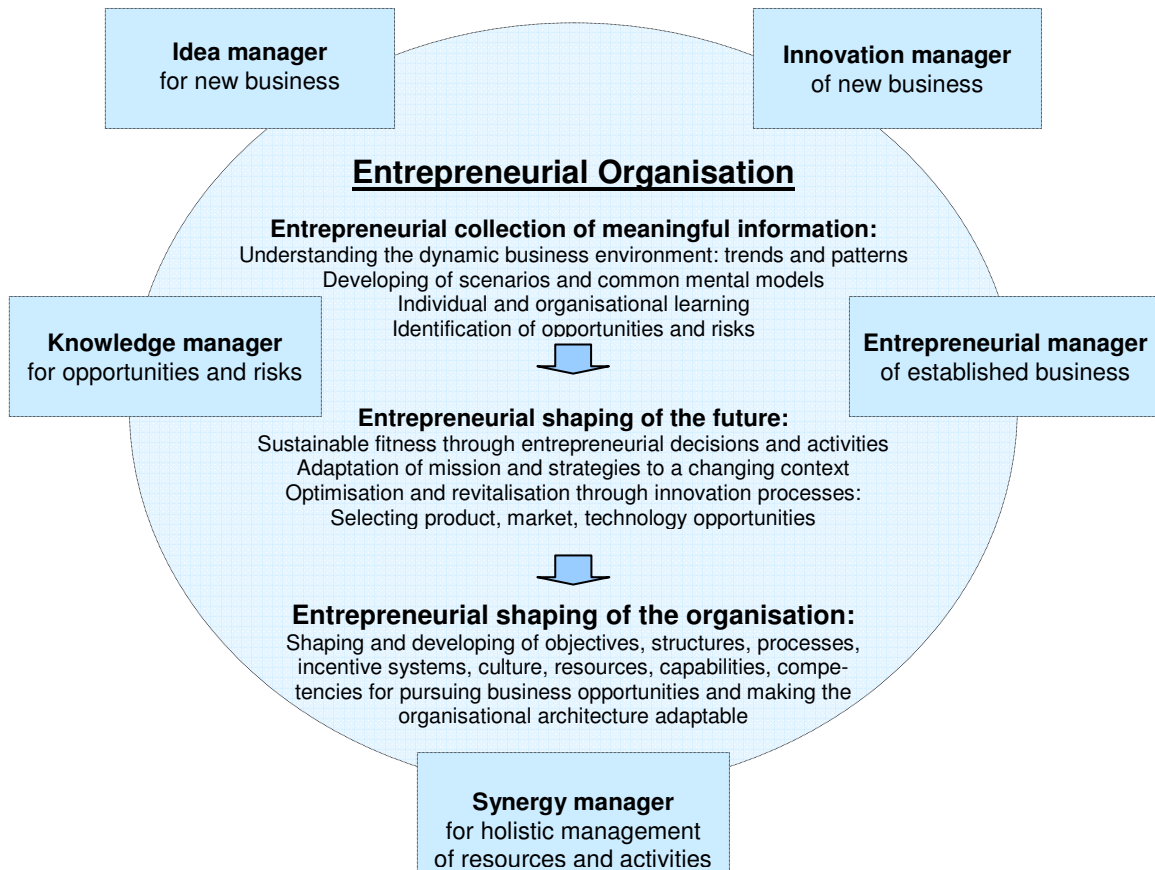 Idea manager
for new business
Innovation manager
of new business
Entrepreneurial Organisation
Entrepreneurial collection of meaningful information:
Understanding the dynamic business environment: trends and patterns
Developing of scenarios and common mental models
Individual and organisational learning
Identification of opportunities and risks
Knowledge manager
for opportunities and risks
Entrepreneurial manager
of established business
Entrepreneurial shaping of the future:
Sustainable fitness through entrepreneurial decisions and activities
Adaptation of mission and strategies to a changing context
Optimisation and revitalisation through innovation processes:
Selecting product, market, technology opportunities
Entrepreneurial shaping of the organisation:
Shaping and developing of objectives, structures, processes,
incentive systems, culture, resources, capabilities, compe-
tencies for pursuing business opportunities and making the
organisational architecture adaptable
Synergy manager
for holistic management
of resources and activities